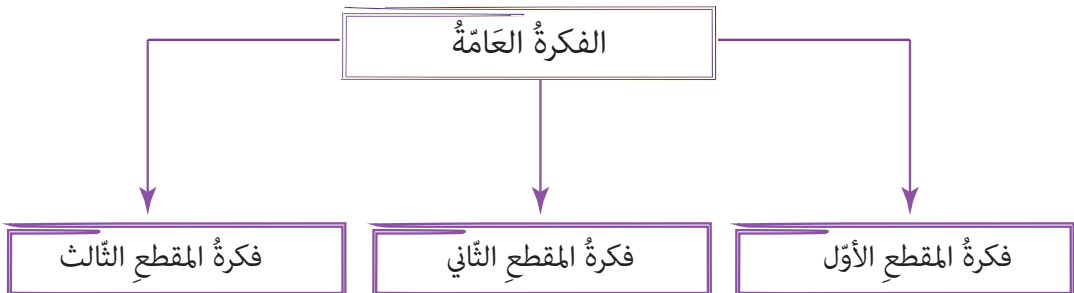 الفكرةُ العَامّةُ
فكرةُ المقطعِ الأوّل
فكرةُ المقطعِ الثّاني
فكرةُ المقطعِ الثّالث